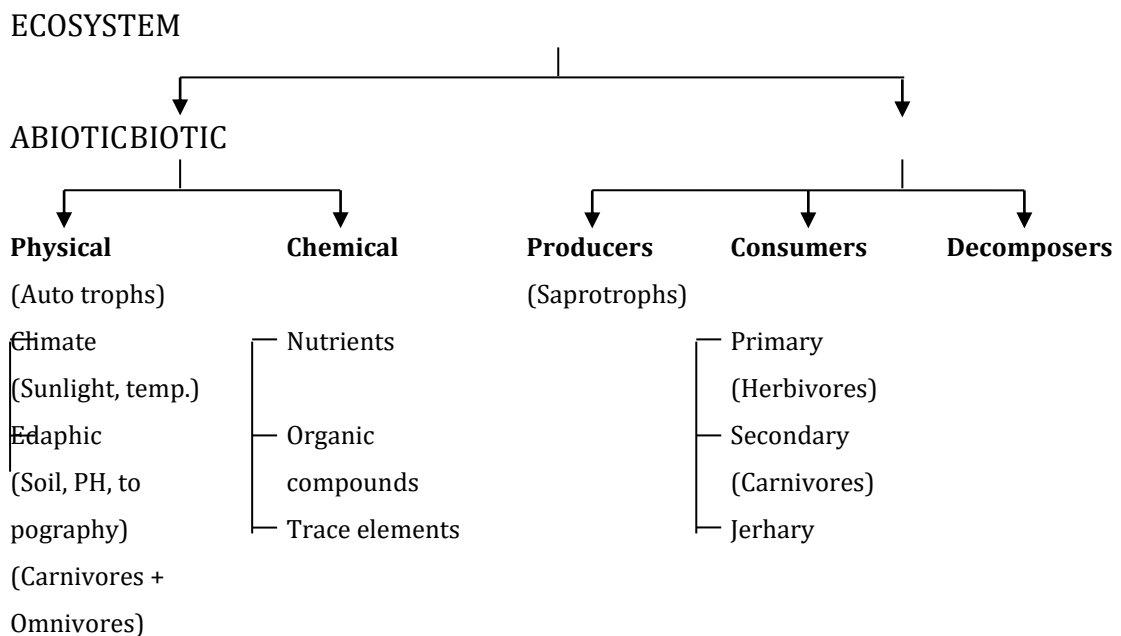 ECOSYSTEM
ABIOTICBIOTIC
Physical Chemical Producers Consumers Decomposers
(Auto trophs) (Saprotrophs)
Climate Nutrients Primary
(Sunlight, temp.) (Herbivores)
Edaphic Organic Secondary
(Soil, PH, to compounds (Carnivores)
pography) Trace elements Jerhary
(Carnivores +
Omnivores)